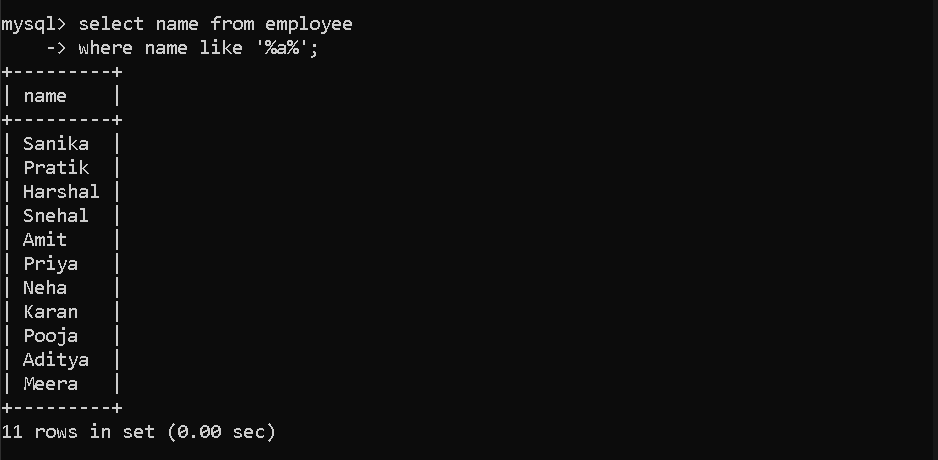 mysql> select name from employee
    -> where name like '%a%';
+---------+
| name    |
+---------+
| Sanika  |
| Pratik  |
| Harshal |
| Snehal  |
| Amit    |
| Priya   |
| Neha    |
| Karan   |
| Pooja   |
| Aditya  |
| Meera   |
+---------+
11 rows in set (0.00 sec)